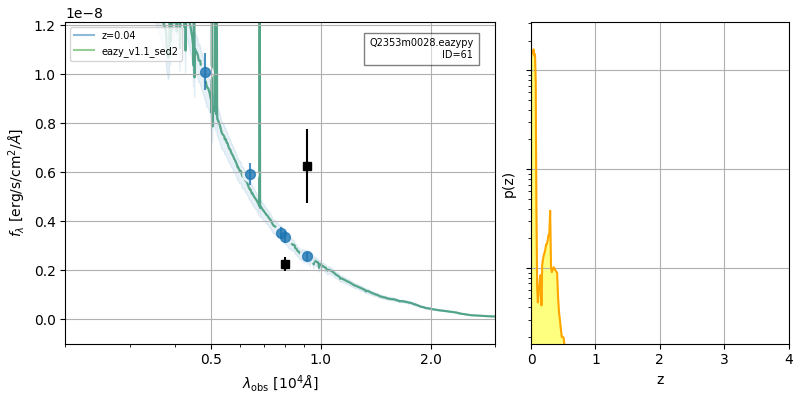 1e−8
z=0.04
eazy_v1.1_sed2
Q2353m0028.eazypy
ID=61
1.2
1.0
0.8
0.6
0.4
0.2
0.0
fλ [erg/s/cm²/Å]
0.5
1.0
2.0
λobs [10⁴Å]
p(z)
0
1
2
3
4
z